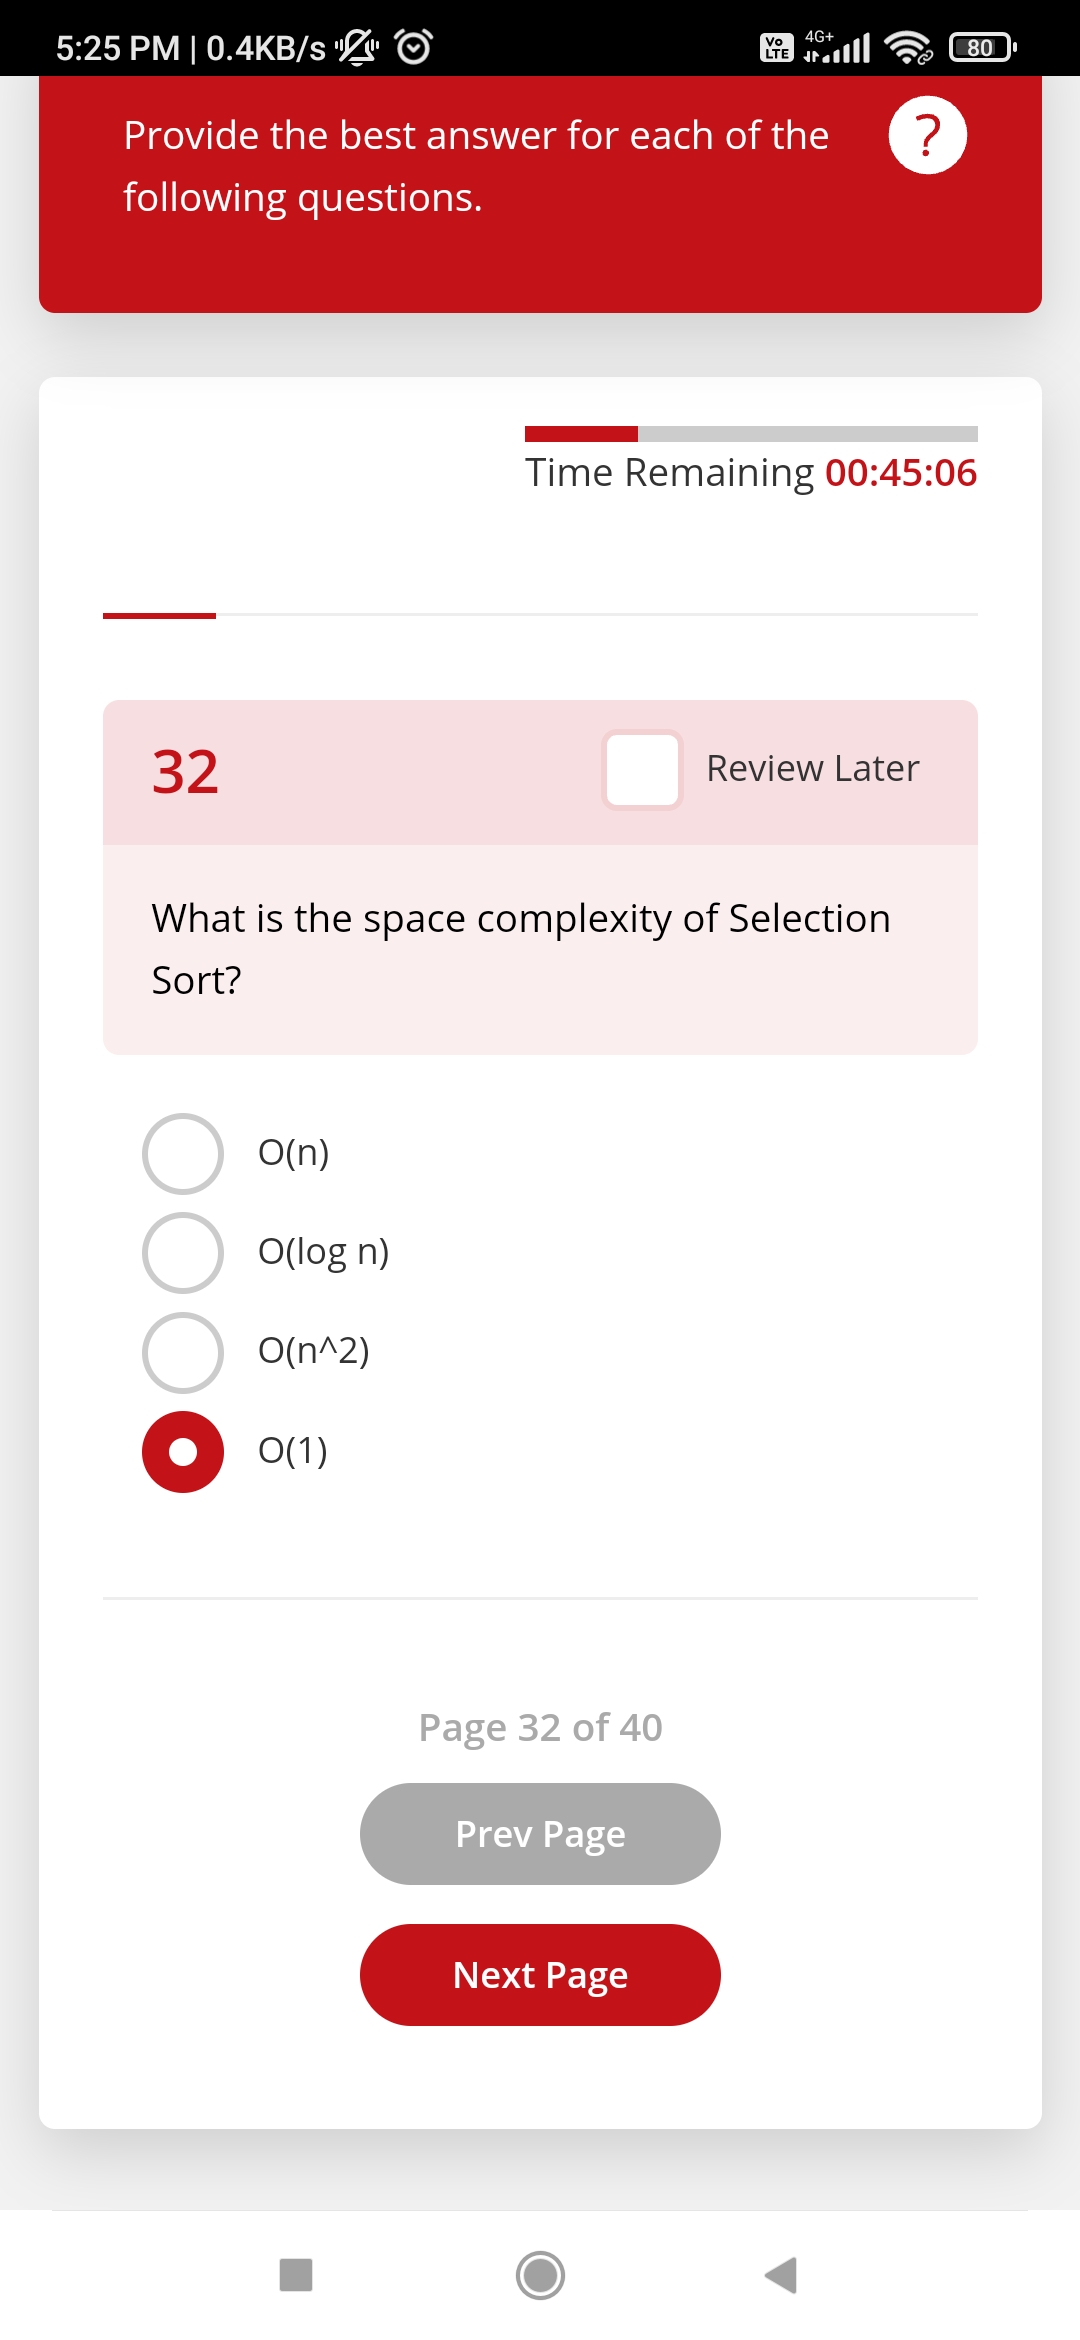 5:25 PM | 0.4KB/s
Vo LTE 4G+ 80
Provide the best answer for each of the
following questions.
?
Time Remaining 00:45:06
32
Review Later
What is the space complexity of Selection
Sort?
O(n)
O(log n)
O(n^2)
O(1)
Page 32 of 40
Prev Page
Next Page